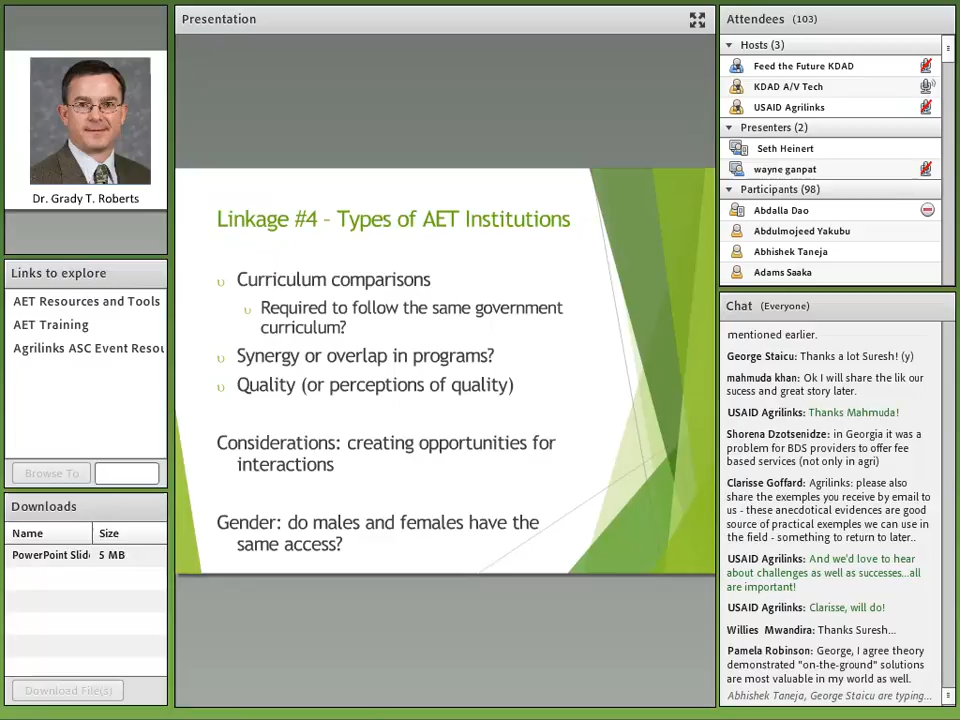 Dr. Grady T. Roberts
Links to explore
AET Resources and Tools
AET Training
Agrilinks ASC Event Resou
Browse To
Downloads
Name
Size
PowerPoint Slid
5 MB
Download File(s)
Presentation
Linkage #4 – Types of AET Institutions
υ Curriculum comparisons
υ Required to follow the same government
curriculum?
υ Synergy or overlap in programs?
υ Quality (or perceptions of quality)
Considerations: creating opportunities for
interactions
Gender: do males and females have the
same access?
Attendees (103)
Hosts (3)
Feed the Future KDAD
KDAD A/V Tech
USAID Agrilinks
Presenters (2)
Seth Heinert
wayne ganpat
Participants (98)
Abdalla Dao
Abdulmojeed Yakubu
Abhishek Taneja
Adams Saaka
Chat (Everyone)
mentioned earlier.
George Staicu: Thanks a lot Suresh! (y)
mahmuda khan: Ok I will share the lik our
sucess and great story later.
USAID Agrilinks: Thanks Mahmuda!
Shorena Dzotsenidze: in Georgia it was a
problem for BDS providers to offer fee
based services (not only in agri)
Clarisse Goffard: Agrilinks: please also
share the exemples you receive by email to
us - these anecdotical evidences are good
source of practical exemples we can use in
the field - something to return to later..
USAID Agrilinks: And we'd love to hear
about challenges as well as successes...all
are important!
USAID Agrilinks: Clarisse, will do!
Willies Mwandira: Thanks Suresh...
Pamela Robinson: George, I agree theory
demonstrated "on-the-ground" solutions
are most valuable in my world as well.
Abhishek Taneja, George Staicu are typing...